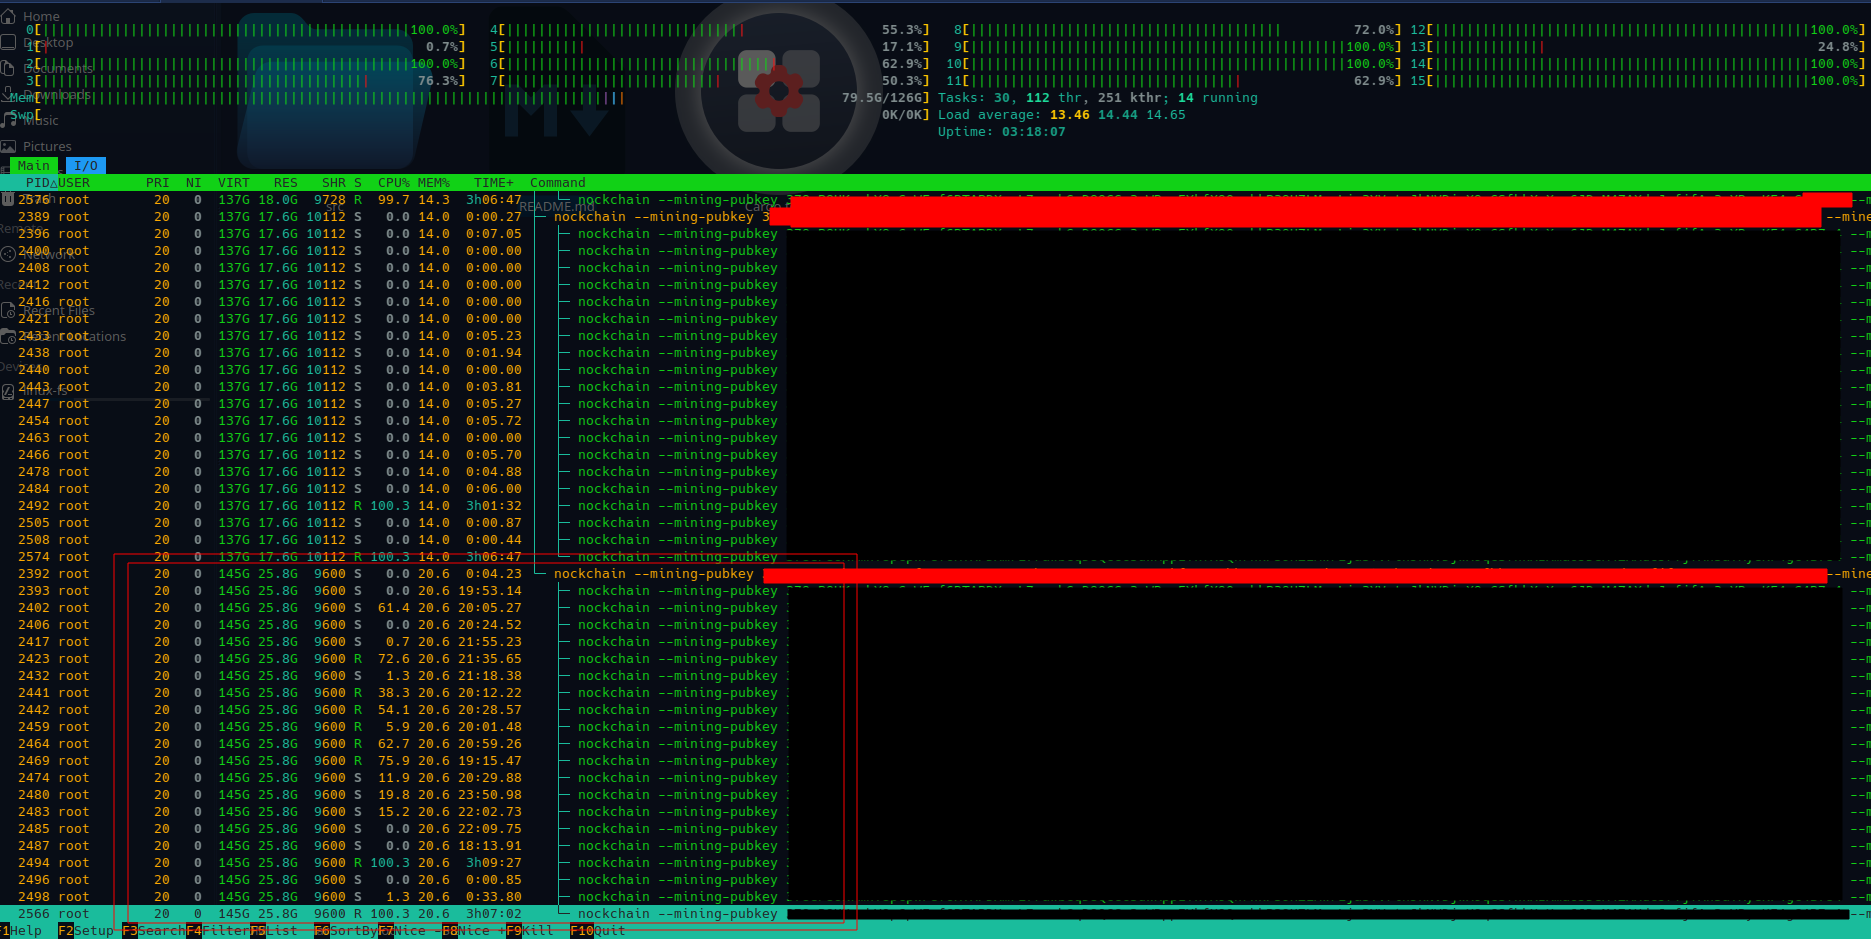 Home
Desktop
Documents
Downloads
Music
Pictures
Network
Recent Files
Recent Locations
0[100.0%] 4[55.3%] 8[72.0%] 12[100.0%]
1[0.7%] 5[17.1%] 9[100.0%] 13[24.8%]
2[100.0%] 6[62.9%] 10[100.0%] 14[100.0%]
3[76.3%] 7[50.3%] 11[62.9%] 15[100.0%]
Mem[79.5G/126G] Tasks: 30, 112 thr, 251 kthr; 14 running
Swp[0K/0K] Load average: 13.46 14.44 14.65
Uptime: 03:18:07
Main I/O
PID△USER PRI NI VIRT RES SHR S CPU% MEM% TIME+ Command
2576 root 20 0 137G 18.0G 9728 R 99.7 14.3 3h06:47 nockchain --mining-pubkey
README.md
2389 root 20 0 137G 17.6G 10112 S 0.0 14.0 0:00.27 nockchain --mining-pubkey 3 --mine
2396 root 20 0 137G 17.6G 10112 S 0.0 14.0 0:07.05 nockchain --mining-pubkey --m
2400 root 20 0 137G 17.6G 10112 S 0.0 14.0 0:00.00 nockchain --mining-pubkey --m
2408 root 20 0 137G 17.6G 10112 S 0.0 14.0 0:00.00 nockchain --mining-pubkey --m
2412 root 20 0 137G 17.6G 10112 S 0.0 14.0 0:00.00 nockchain --mining-pubkey --m
2416 root 20 0 137G 17.6G 10112 S 0.0 14.0 0:00.00 nockchain --mining-pubkey --m
2421 root 20 0 137G 17.6G 10112 S 0.0 14.0 0:00.00 nockchain --mining-pubkey --m
2433 root 20 0 137G 17.6G 10112 S 0.0 14.0 0:05.23 nockchain --mining-pubkey --m
2438 root 20 0 137G 17.6G 10112 S 0.0 14.0 0:01.94 nockchain --mining-pubkey --m
2440 root 20 0 137G 17.6G 10112 S 0.0 14.0 0:00.00 nockchain --mining-pubkey --m
2443 root 20 0 137G 17.6G 10112 S 0.0 14.0 0:03.81 nockchain --mining-pubkey --m
2447 root 20 0 137G 17.6G 10112 S 0.0 14.0 0:05.27 nockchain --mining-pubkey --m
2454 root 20 0 137G 17.6G 10112 S 0.0 14.0 0:05.72 nockchain --mining-pubkey --m
2463 root 20 0 137G 17.6G 10112 S 0.0 14.0 0:00.00 nockchain --mining-pubkey --m
2466 root 20 0 137G 17.6G 10112 S 0.0 14.0 0:05.70 nockchain --mining-pubkey --m
2478 root 20 0 137G 17.6G 10112 S 0.0 14.0 0:04.88 nockchain --mining-pubkey --m
2484 root 20 0 137G 17.6G 10112 S 0.0 14.0 0:06.00 nockchain --mining-pubkey --m
2492 root 20 0 137G 17.6G 10112 R 100.3 14.0 3h01:32 nockchain --mining-pubkey --m
2505 root 20 0 137G 17.6G 10112 S 0.0 14.0 0:00.87 nockchain --mining-pubkey --m
2508 root 20 0 137G 17.6G 10112 S 0.0 14.0 0:00.44 nockchain --mining-pubkey --m
2574 root 20 0 137G 17.6G 10112 R 100.3 14.0 3h06:47 nockchain --mining-pubkey --m
2392 root 20 0 145G 25.8G 9600 S 0.0 20.6 0:04.23 nockchain --mining-pubkey --mine
2393 root 20 0 145G 25.8G 9600 S 0.0 20.6 19:53.14 nockchain --mining-pubkey --m
2402 root 20 0 145G 25.8G 9600 S 61.4 20.6 20:05.27 nockchain --mining-pubkey --m
2406 root 20 0 145G 25.8G 9600 S 0.0 20.6 20:24.52 nockchain --mining-pubkey --m
2417 root 20 0 145G 25.8G 9600 S 0.7 20.6 21:55.23 nockchain --mining-pubkey --m
2423 root 20 0 145G 25.8G 9600 R 72.6 20.6 21:35.65 nockchain --mining-pubkey --m
2432 root 20 0 145G 25.8G 9600 S 1.3 20.6 21:18.38 nockchain --mining-pubkey --m
2441 root 20 0 145G 25.8G 9600 R 38.3 20.6 20:12.22 nockchain --mining-pubkey --m
2442 root 20 0 145G 25.8G 9600 R 54.1 20.6 20:28.57 nockchain --mining-pubkey --m
2459 root 20 0 145G 25.8G 9600 R 5.9 20.6 20:01.48 nockchain --mining-pubkey --m
2464 root 20 0 145G 25.8G 9600 R 62.7 20.6 20:59.26 nockchain --mining-pubkey --m
2469 root 20 0 145G 25.8G 9600 R 75.9 20.6 19:15.47 nockchain --mining-pubkey --m
2474 root 20 0 145G 25.8G 9600 S 11.9 20.6 20:29.88 nockchain --mining-pubkey --m
2480 root 20 0 145G 25.8G 9600 S 19.8 20.6 23:50.98 nockchain --mining-pubkey --m
2483 root 20 0 145G 25.8G 9600 S 15.2 20.6 22:02.73 nockchain --mining-pubkey --m
2485 root 20 0 145G 25.8G 9600 S 0.0 20.6 22:09.75 nockchain --mining-pubkey --m
2487 root 20 0 145G 25.8G 9600 S 0.0 20.6 18:13.91 nockchain --mining-pubkey --m
2494 root 20 0 145G 25.8G 9600 R 100.3 20.6 3h09:27 nockchain --mining-pubkey --m
2496 root 20 0 145G 25.8G 9600 S 0.0 20.6 0:00.85 nockchain --mining-pubkey --m
2498 root 20 0 145G 25.8G 9600 S 1.3 20.6 0:33.80 nockchain --mining-pubkey --m
2566 root 20 0 145G 25.8G 9600 R 100.3 20.6 3h07:02 nockchain --mining-pubkey --m
F1Help F2Setup F3SearchF4FilterF5List F6SortByF7Nice -F8Nice +F9Kill F10Quit